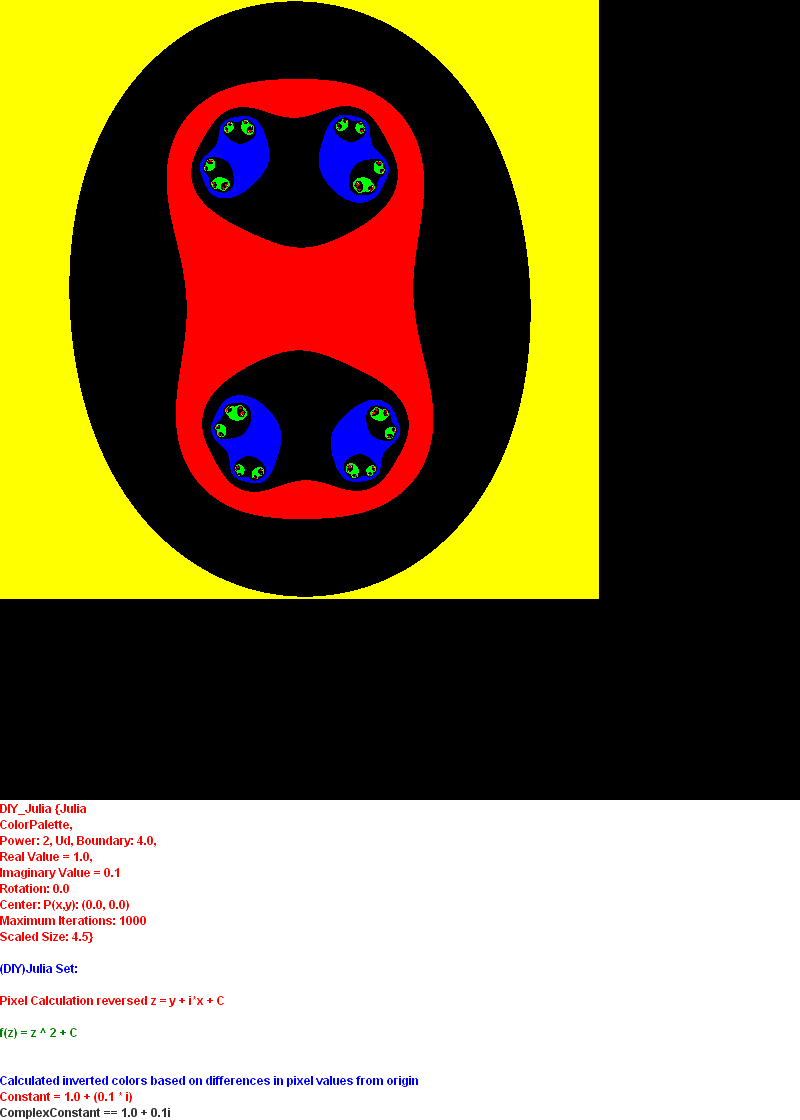 DIY_Julia {Julia
ColorPalette,
Power: 2, Ud, Boundary: 4.0,
Real Value = 1.0,
Imaginary Value = 0.1
Rotation: 0.0
Center: P(x,y): (0.0, 0.0)
Maximum Iterations: 1000
Scaled Size: 4.5}
(DIY)Julia Set:
Pixel Calculation reversed z = y + i*x + C
f(z) = z ^ 2 + C
Calculated inverted colors based on differences in pixel values from origin
Constant = 1.0 + (0.1 * i)
ComplexConstant == 1.0 + 0.1i